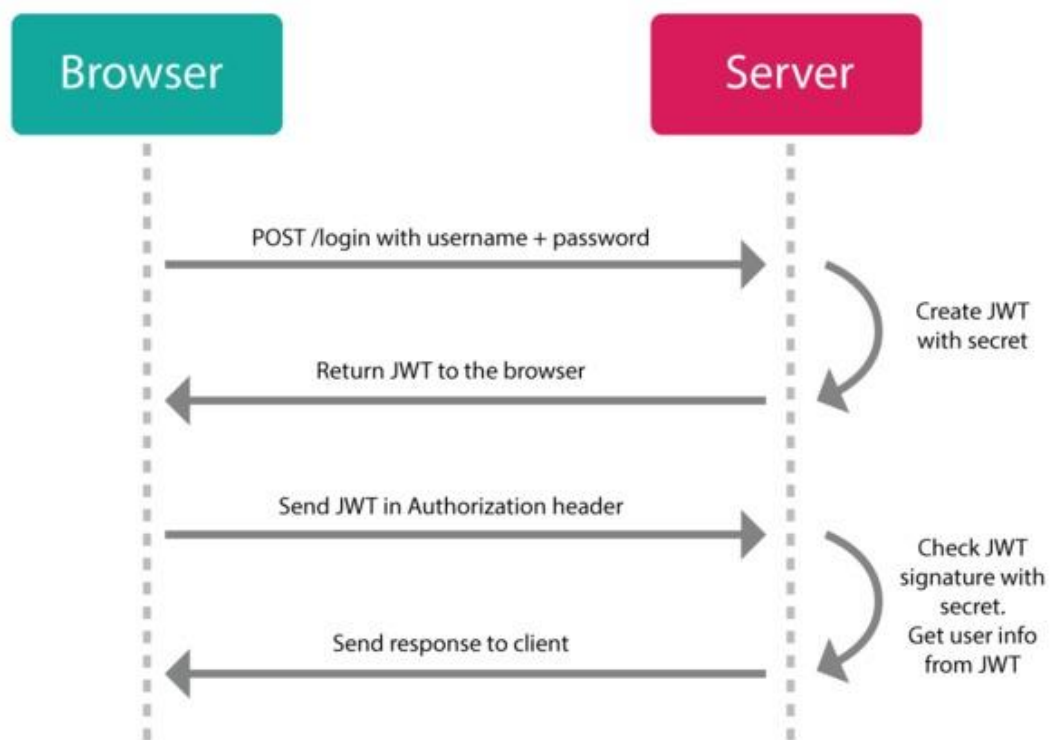 Browser
Server
POST /login with username + password
Create JWT
with secret
Return JWT to the browser
Send JWT in Authorization header
Check JWT
signature with
secret.
Get user info
from JWT
Send response to client